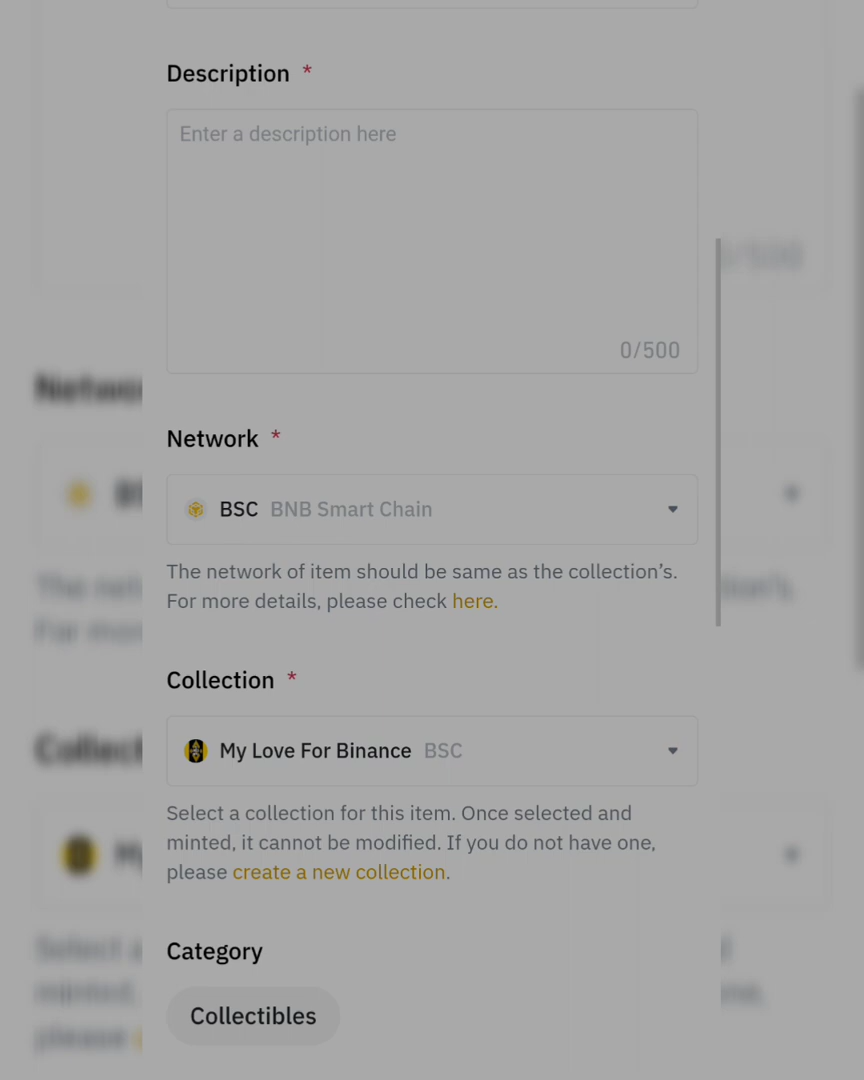 Description *
Enter a description here
0/500
Network *
BSC BNB Smart Chain
The network of item should be same as the collection’s.
For more details, please check here.
Collection *
My Love For Binance BSC
Select a collection for this item. Once selected and
minted, it cannot be modified. If you do not have one,
please create a new collection.
Category
Collectibles